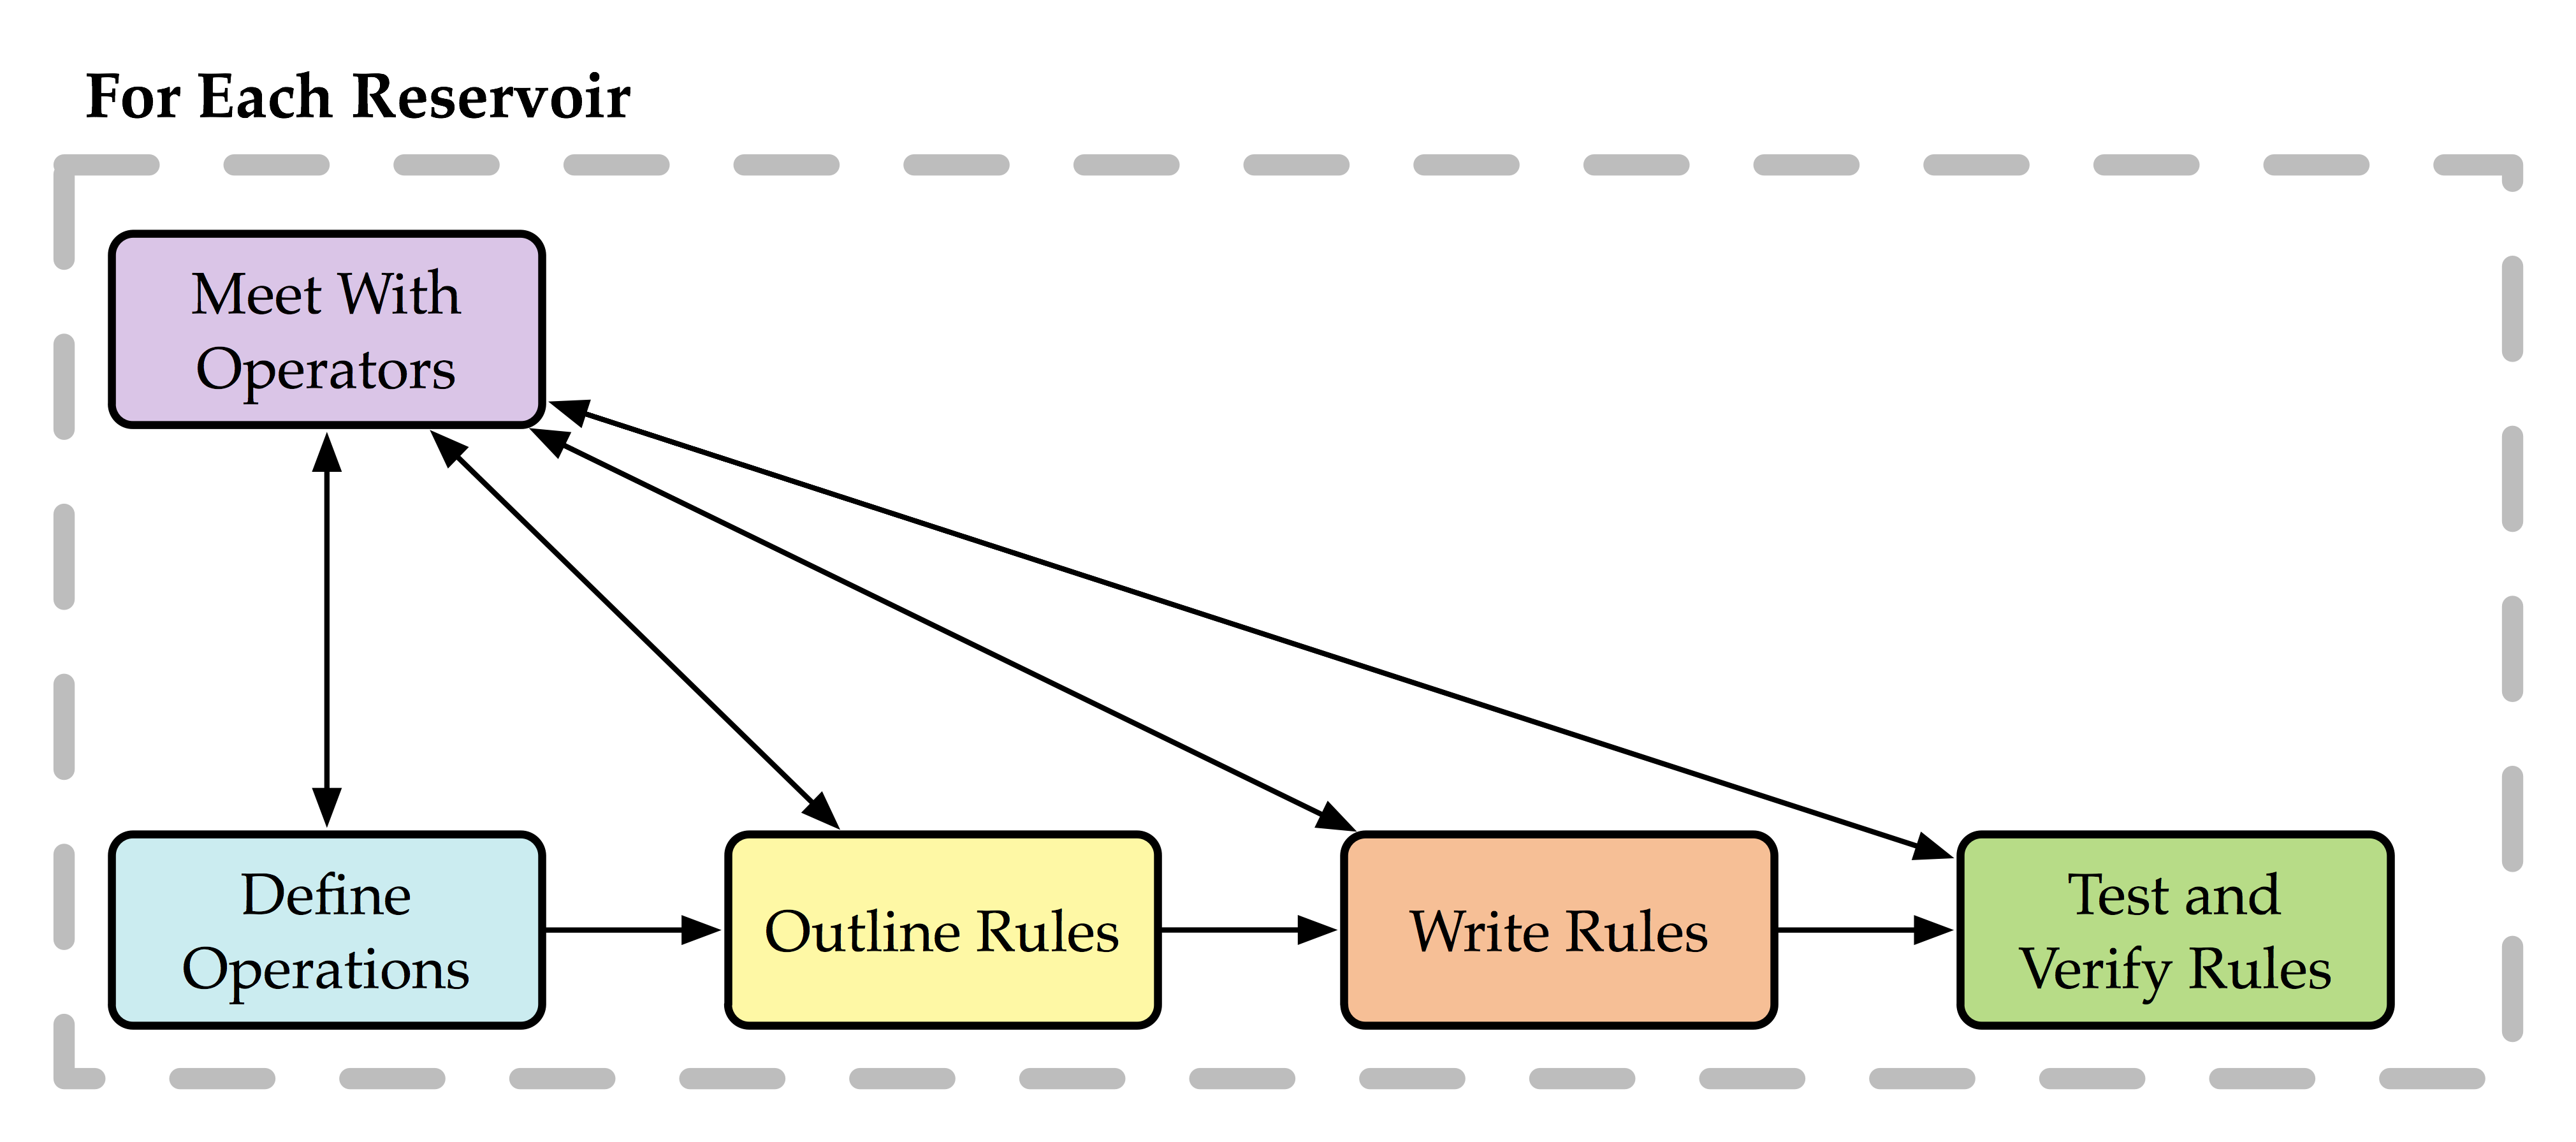 For Each Reservoir
Meet With
Operators
Define
Operations
Outline Rules
Write Rules
Test and
Verify Rules